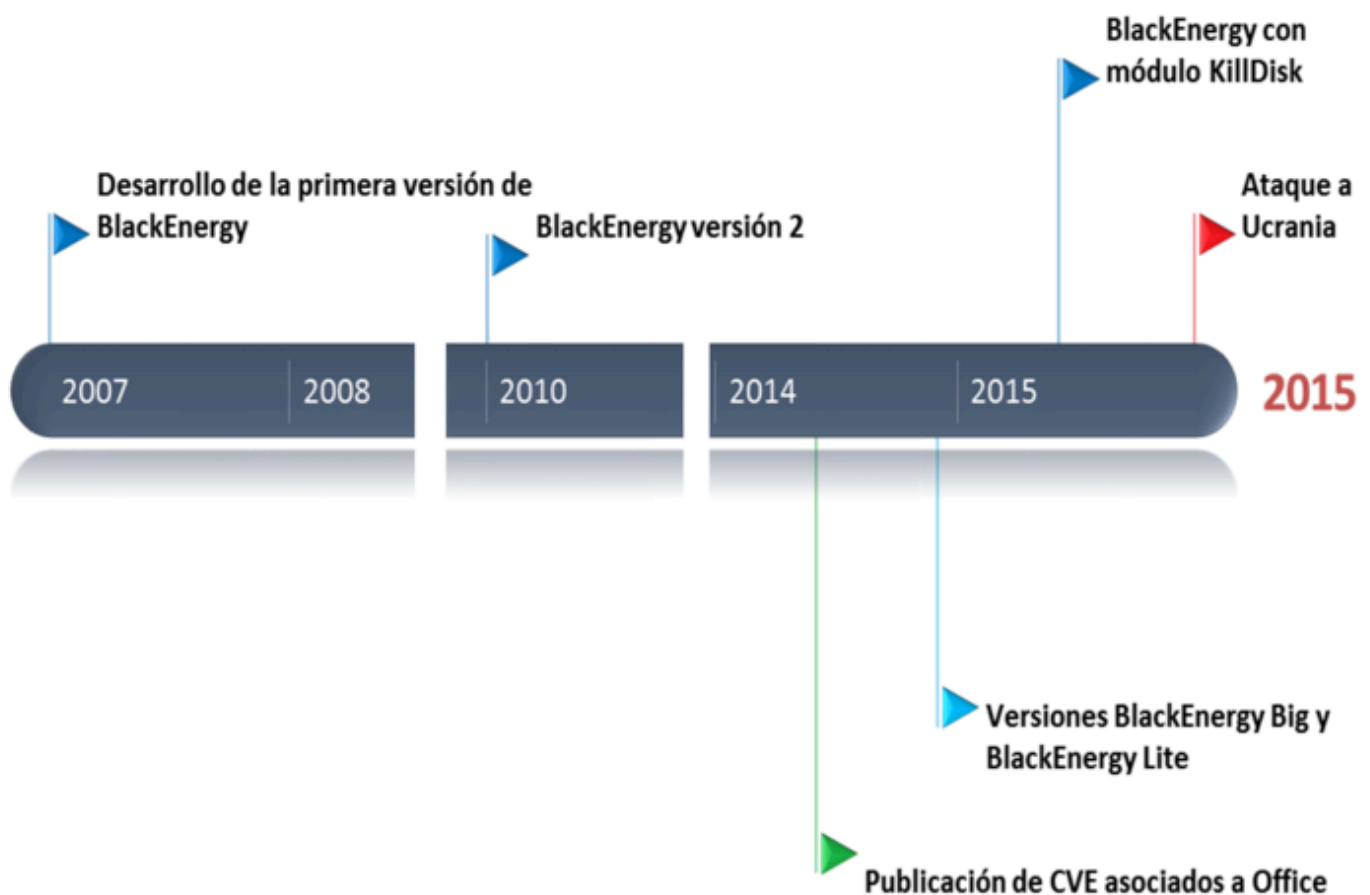 BlackEnergy con
módulo KillDisk
Desarrollo de la primera versión de
BlackEnergy
BlackEnergy versión 2
Ataque a
Ucrania
2007
2008
2010
2014
2015
2015
Versiones BlackEnergy Big y
BlackEnergy Lite
Publicación de CVE asociados a Office